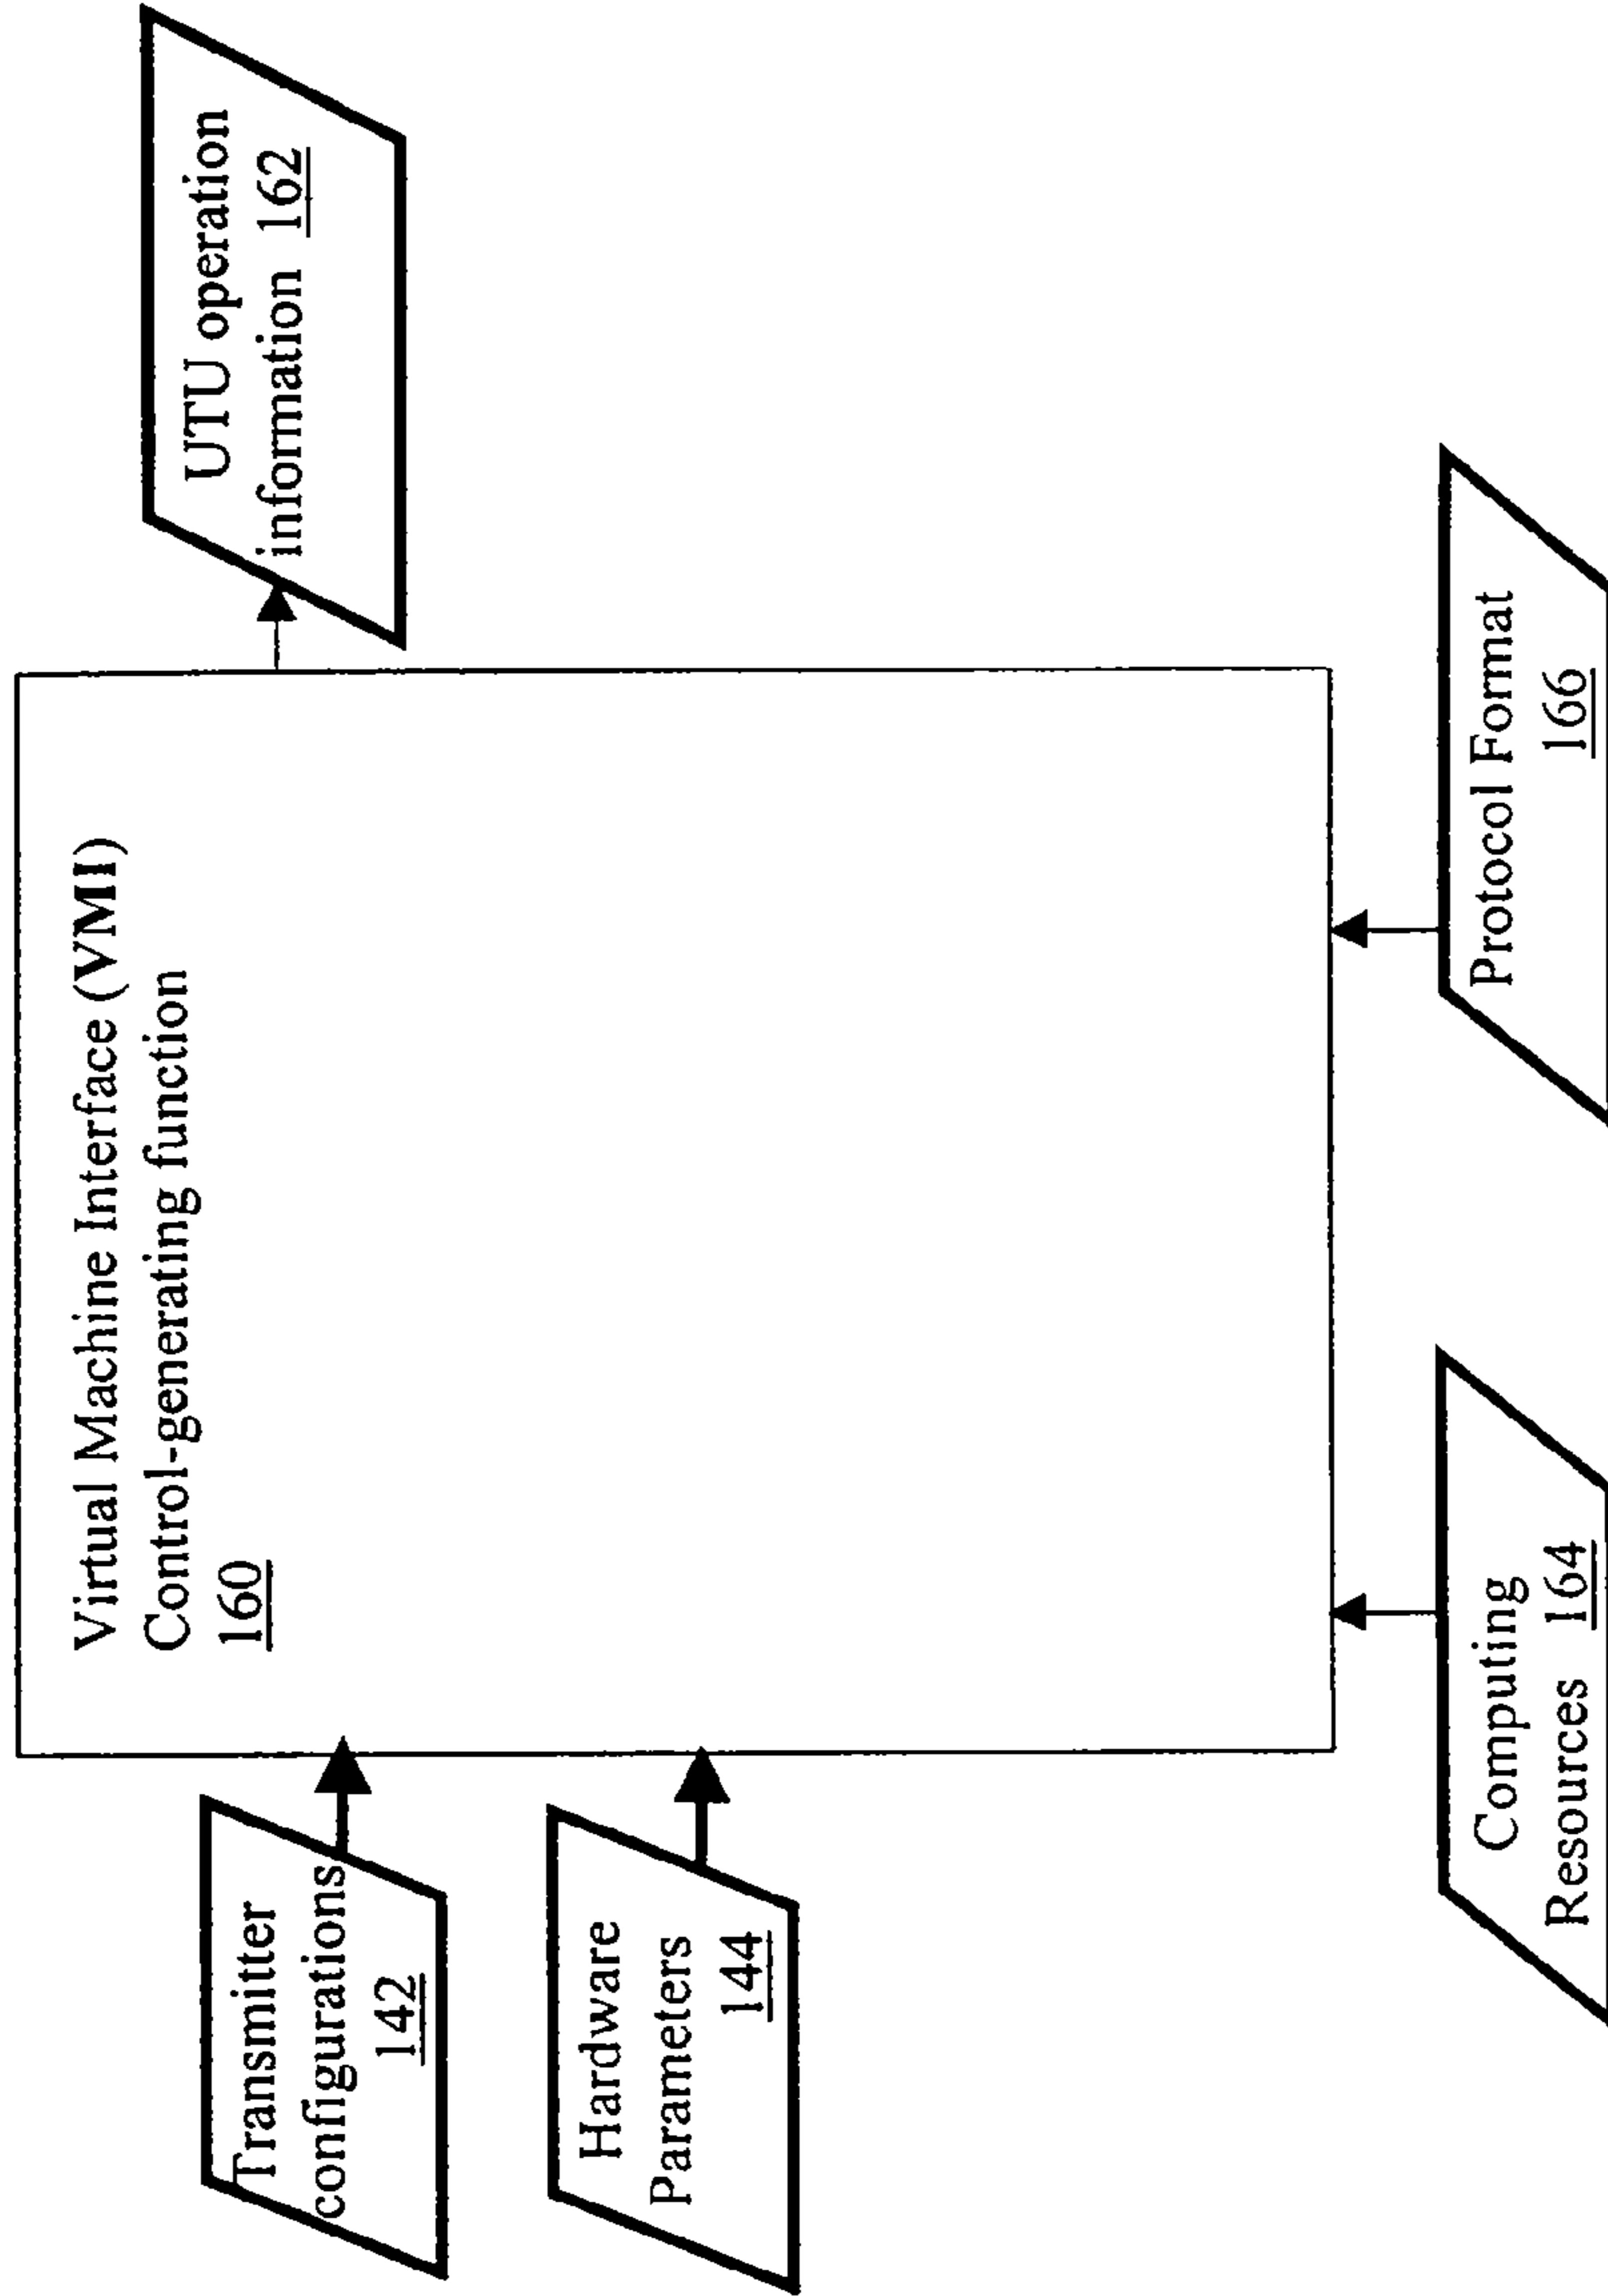 Virtual Machine Interface (VMI)
Control-generating function
160
Transmitter
configurations
142
Hardware
Parameters
144
UTU operation
information 162
Computing
Resources 164
Protocol Format
166